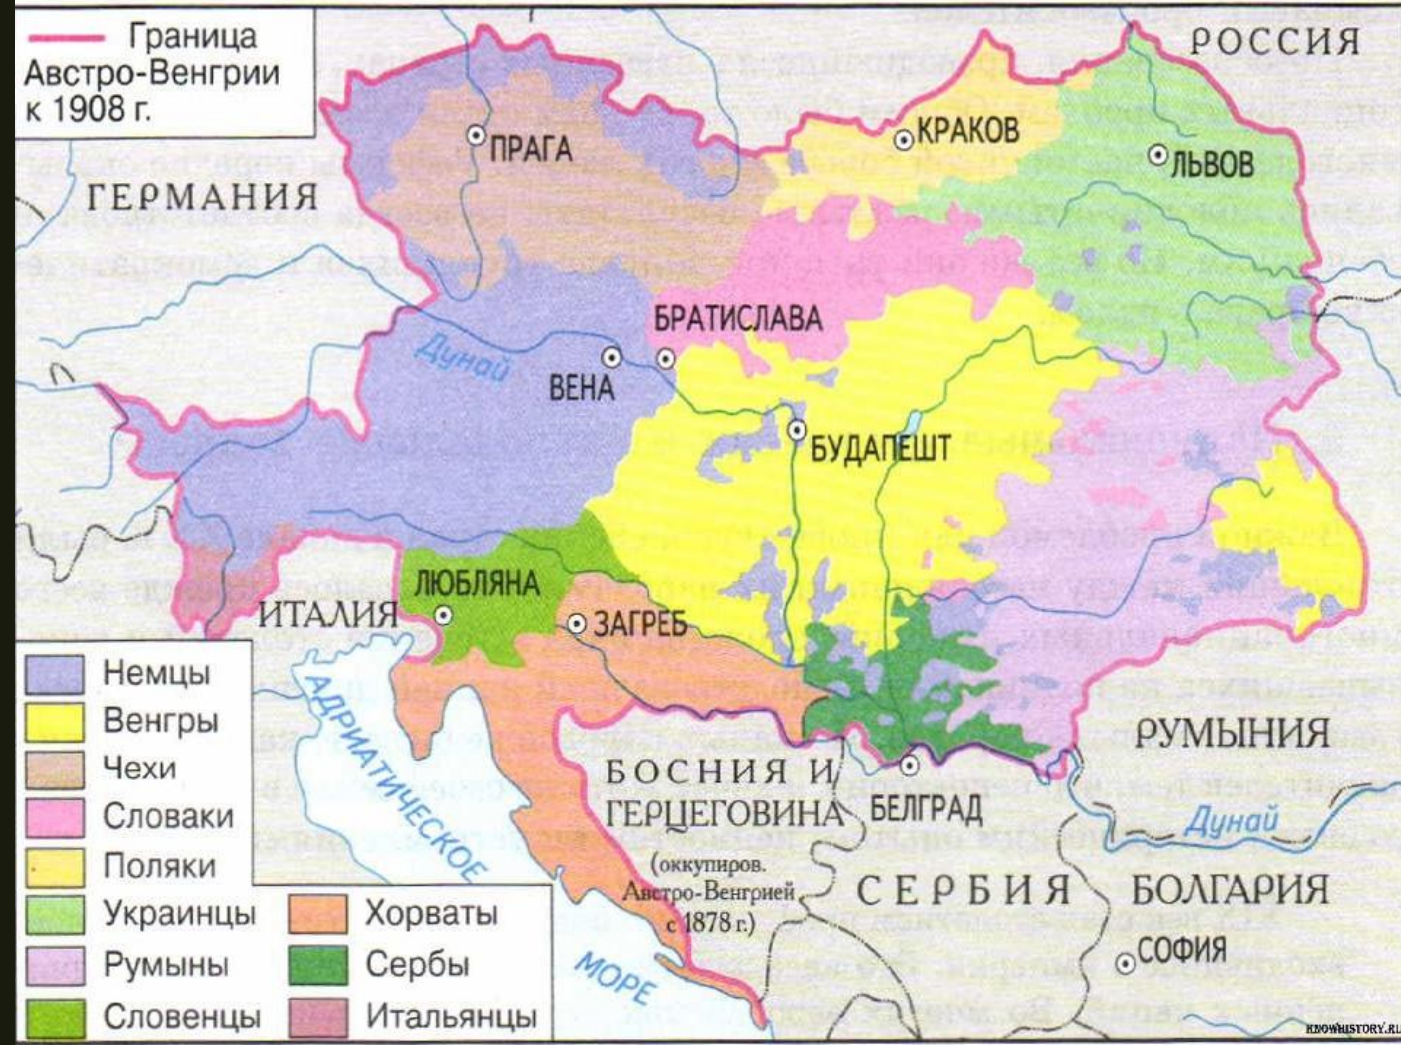 Граница
Австро-Венгрии
к 1908 г.
РОССИЯ
КРАКОВ
ПРАГА
ЛЬВОВ
ГЕРМАНИЯ
БРАТИСЛАВА
Дунай
ВЕНА
БУДАПЕШТ
ЛЮБЛЯНА
ИТАЛИЯ
ЗАГРЕБ
АДРИАТИЧЕСКОЕ
МОРЕ
РУМЫНИЯ
БОСНИЯ И
ГЕРЦЕГОВИНА
(оккупиров.
Австро-Венгрией
с 1878 г.)
БЕЛГРАД
Дунай
СЕРБИЯ
БОЛГАРИЯ
СОФИЯ
Немцы
Венгры
Чехи
Словаки
Поляки
Украинцы
Румыны
Словенцы
Хорваты
Сербы
Итальянцы
KNOWHISTORY.RU